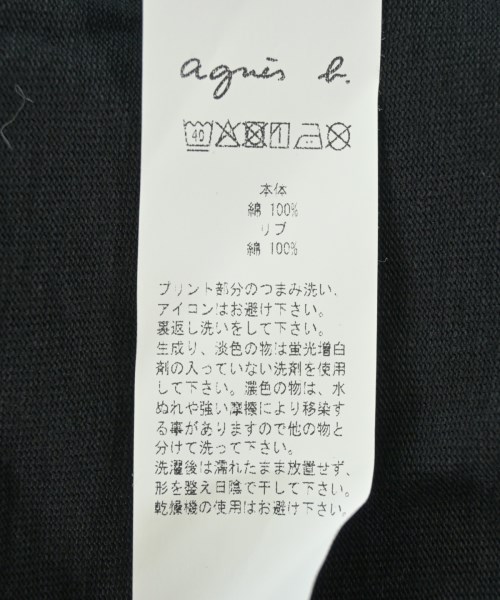 agnès b.
40
本体
綿 100%
リブ
綿 100%
プリント部分のつまみ洗い、
アイロンはお避け下さい。
裏返し洗いをして下さい。
生成り、淡色の物は蛍光増白
剤の入っていない洗剤を使用
して下さい。濃色の物は、水
ぬれや強い摩擦により移染す
る事がありますので他の物と
分けて洗って下さい。
洗濯後は濡れたまま放置せず、
形を整え日陰で干して下さい。
乾燥機の使用はお避け下さい。